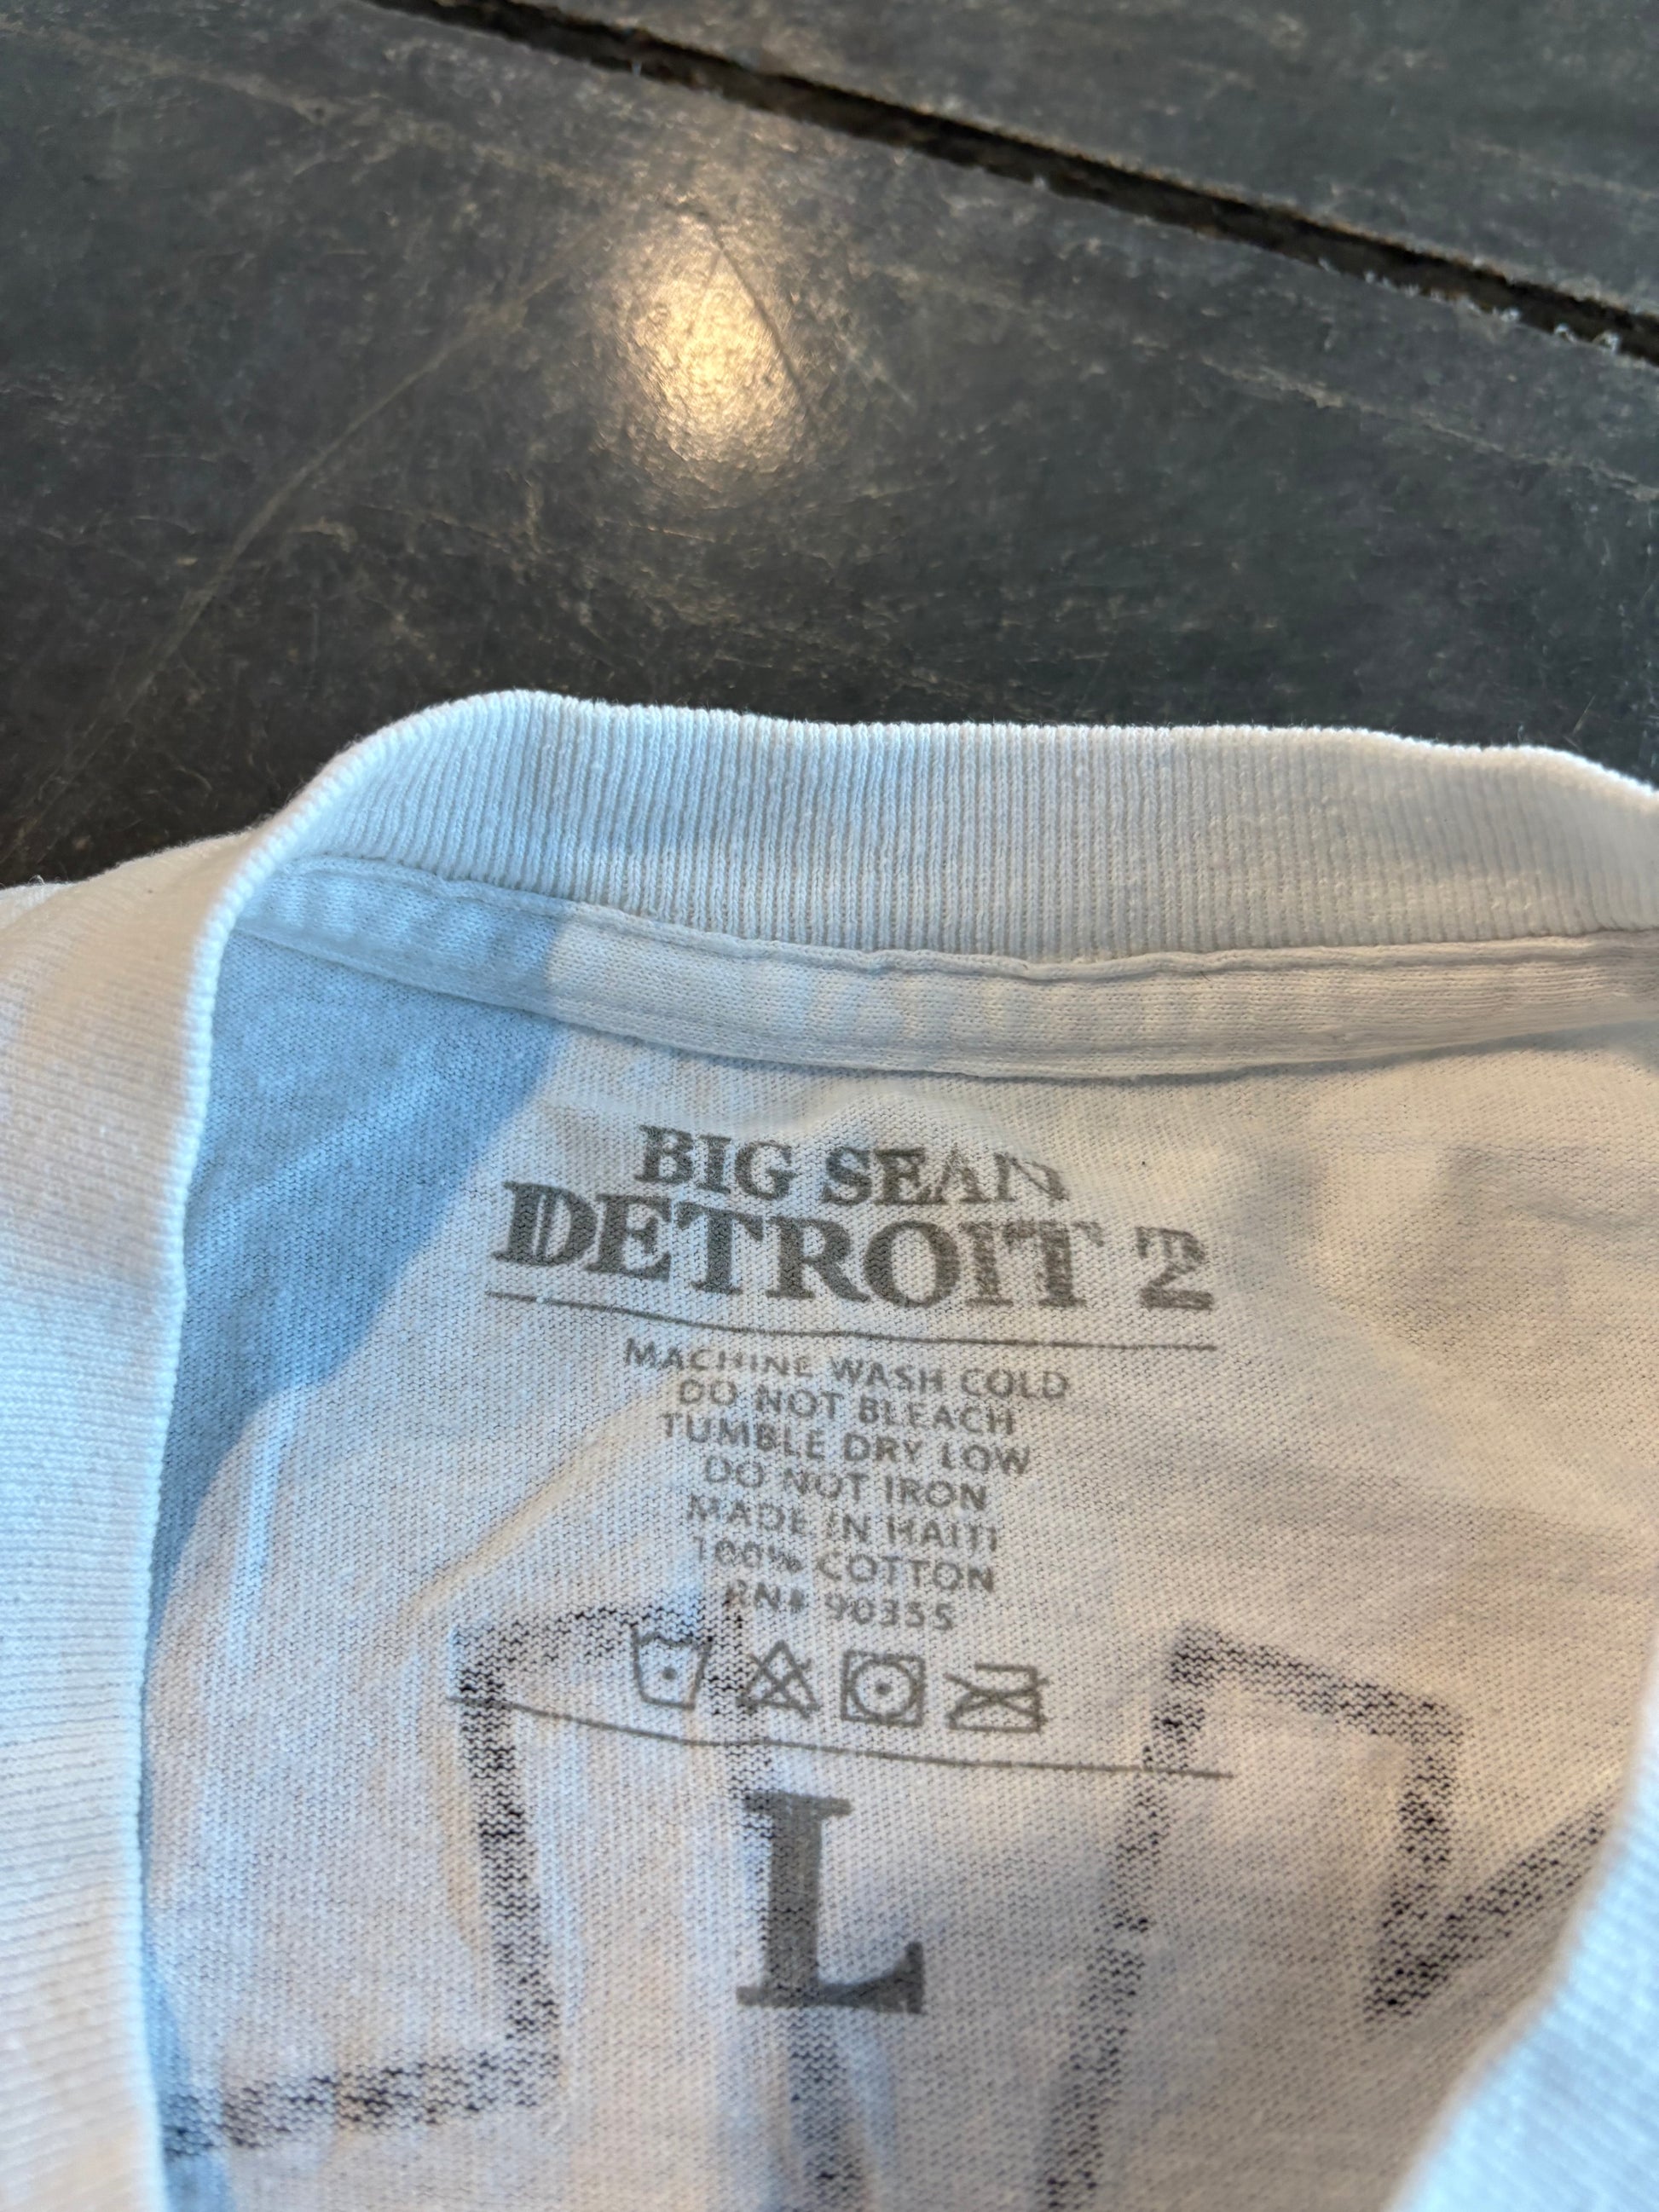 BIG SEAN
DETROIT 2
MACHINE WASH COLD
DO NOT BLEACH
TUMBLE DRY LOW
DO NOT IRON
MADE IN HAITI
100% COTTON
RN# 90355
L